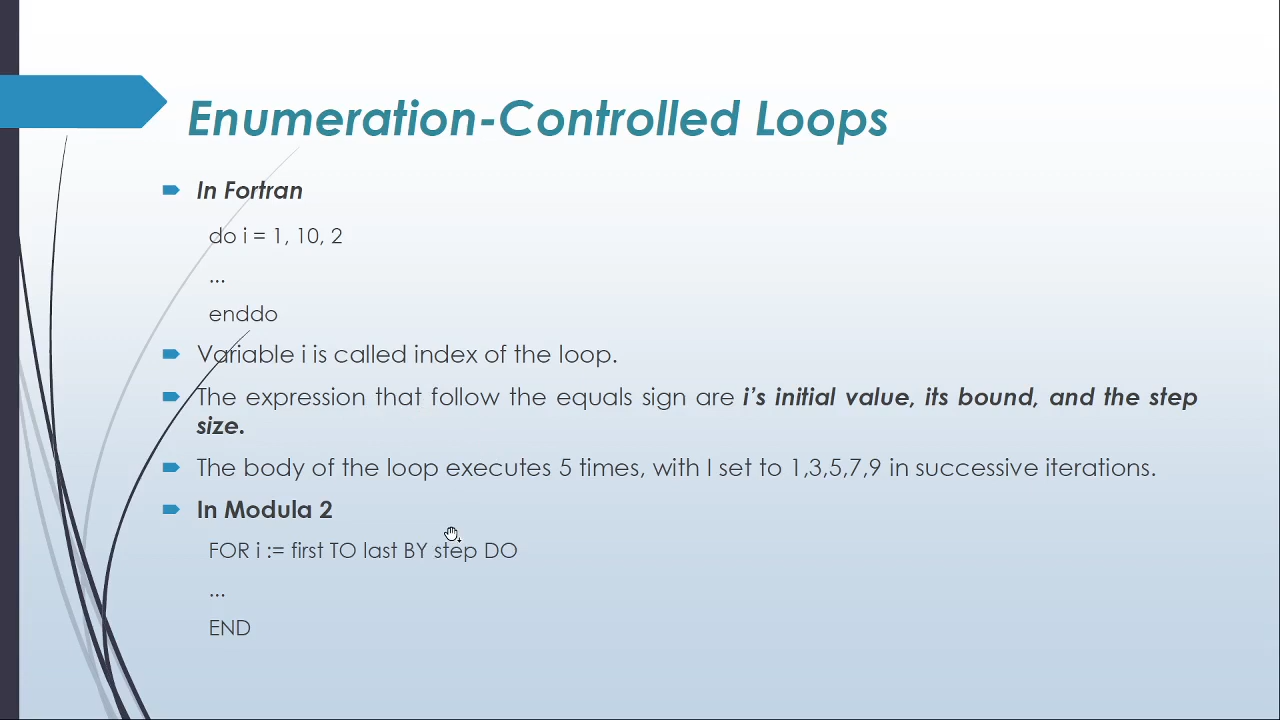 Enumeration-Controlled Loops
In Fortran
do i = 1, 10, 2
...
enddo
Variable i is called index of the loop.
The expression that follow the equals sign are i’s initial value, its bound, and the step
size.
The body of the loop executes 5 times, with I set to 1,3,5,7,9 in successive iterations.
In Modula 2
FOR i := first TO last BY step DO
...
END